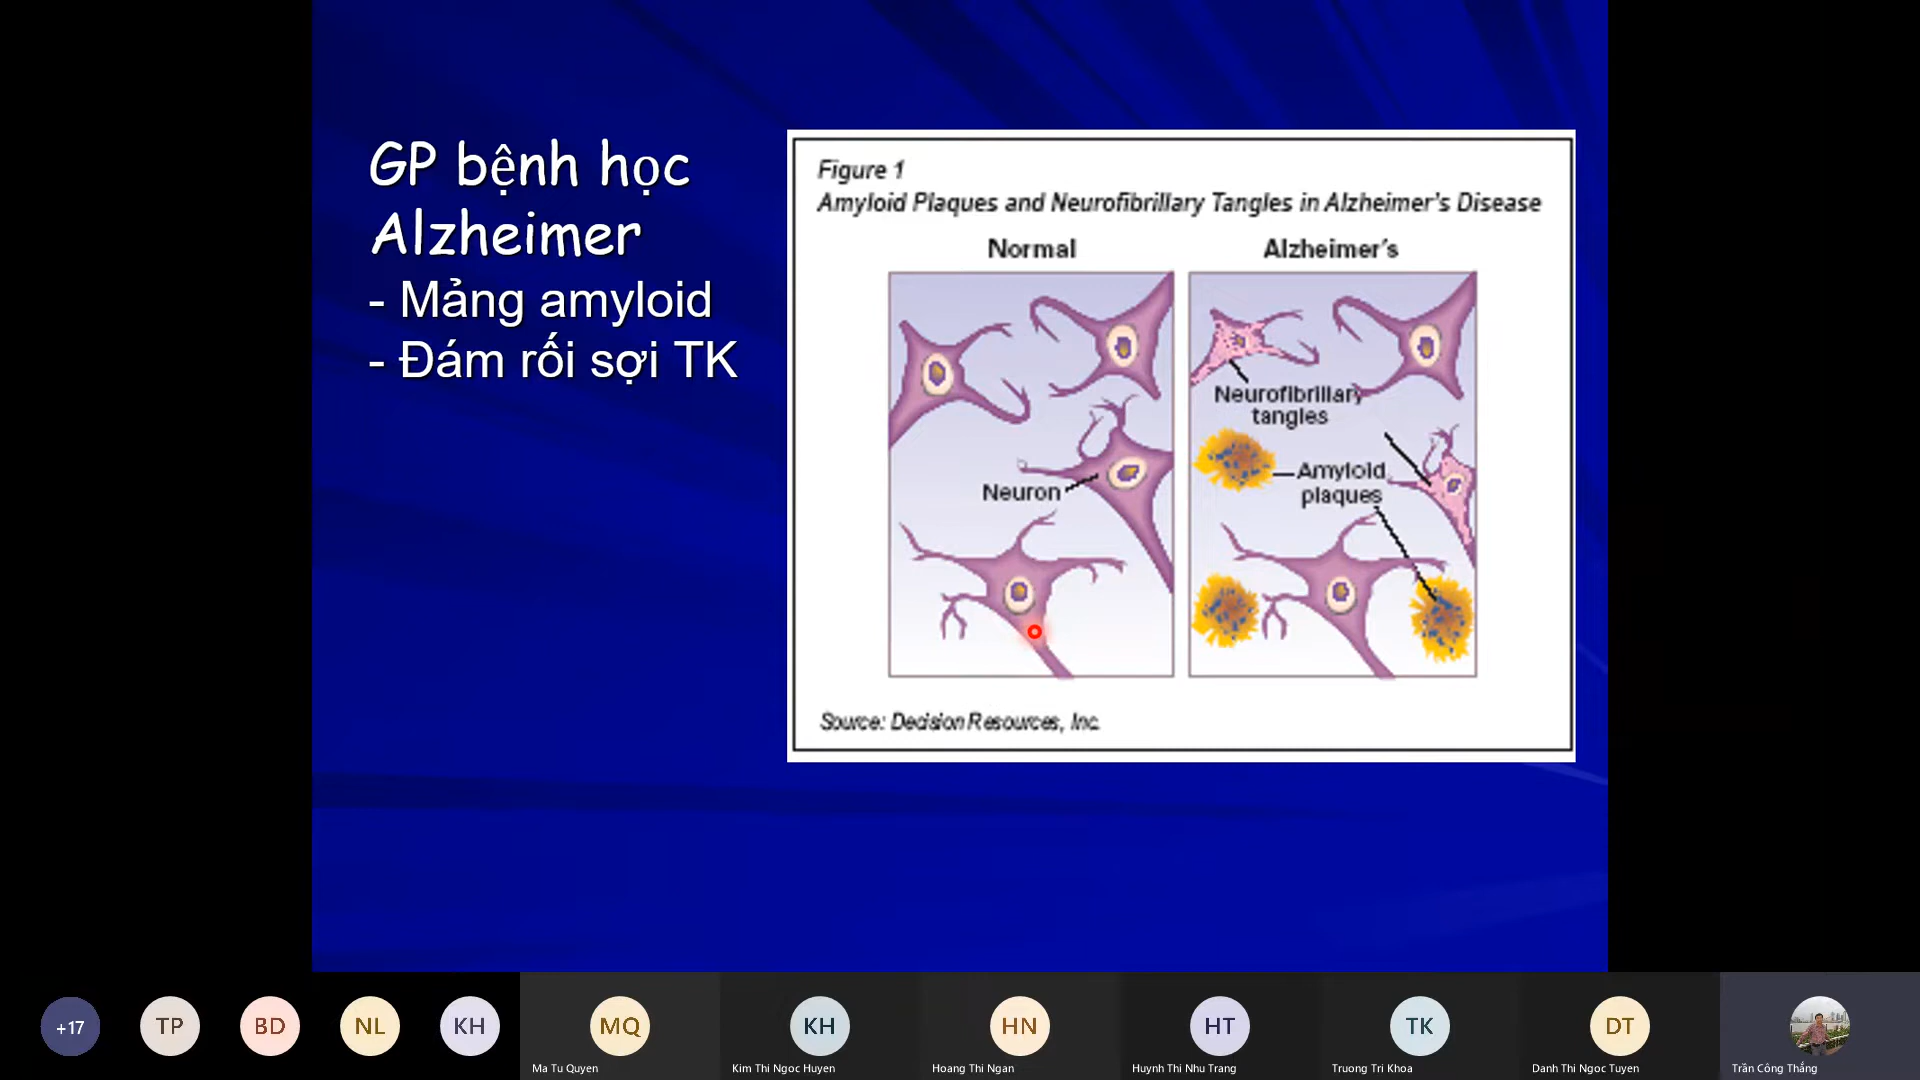 GP bệnh học
Alzheimer
- Mảng amyloid
- Đám rối sợi TK
Figure 1
Amyloid Plaques and Neurofibrillary Tangles in Alzheimer's Disease
Normal
Alzheimer's
Neuron
Neurofibrillary
tangles
Amyloid
plaques
Source: Decision Resources, Inc.
+17
TP
BD
NL
KH
MQ
KH
HN
HT
TK
DT
Ma Tu Quyen
Kim Thi Ngoc Huyen
Hoang Thi Ngan
Huynh Thi Nhu Trang
Truong Tri Khoa
Danh Thi Ngoc Tuyen
Trần Công Thắng